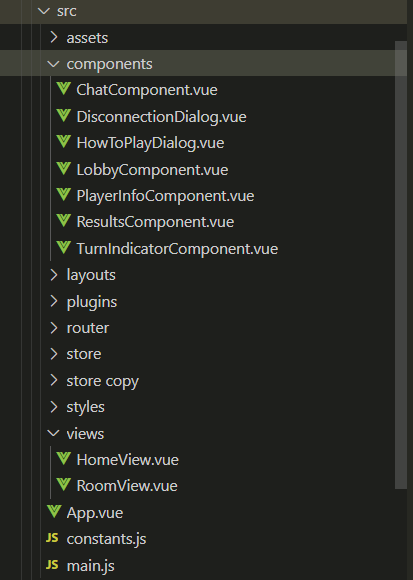 src
assets
components
ChatComponent.vue
DisconnectionDialog.vue
HowToPlayDialog.vue
LobbyComponent.vue
PlayerInfoComponent.vue
ResultsComponent.vue
TurnIndicatorComponent.vue
layouts
plugins
router
store
store copy
styles
views
HomeView.vue
RoomView.vue
App.vue
JS constants.js
JS main.js